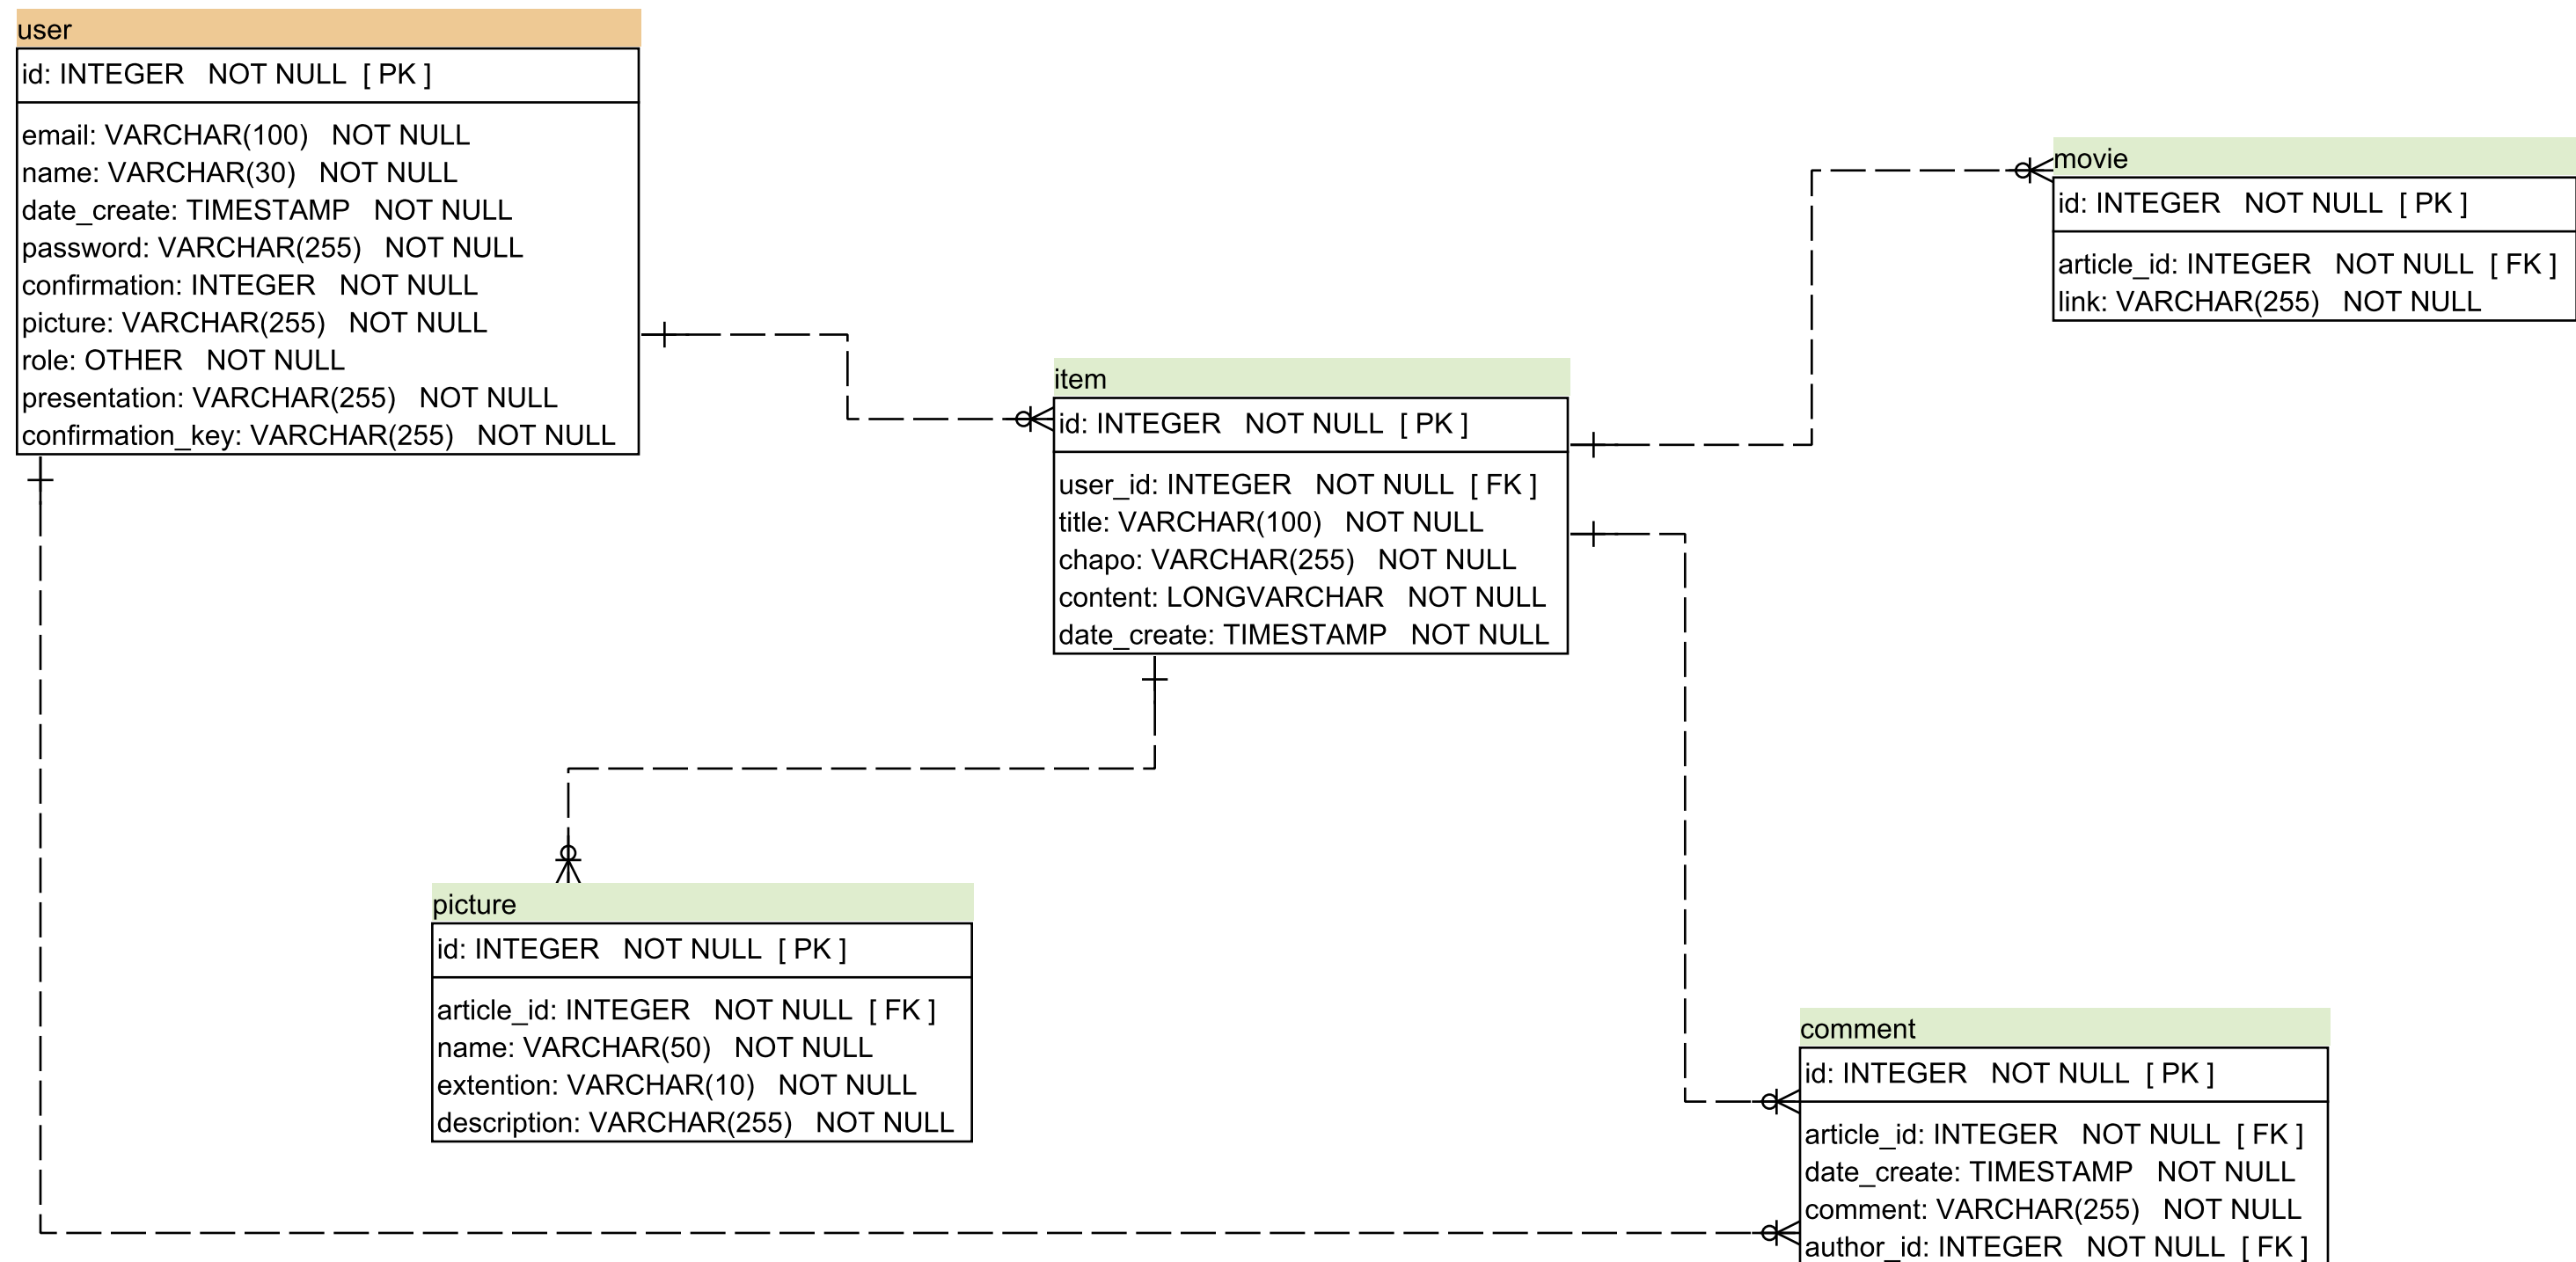 user
id: INTEGER NOT NULL [ PK ]
email: VARCHAR(100) NOT NULL
name: VARCHAR(30) NOT NULL
date_create: TIMESTAMP NOT NULL
password: VARCHAR(255) NOT NULL
confirmation: INTEGER NOT NULL
picture: VARCHAR(255) NOT NULL
role: OTHER NOT NULL
presentation: VARCHAR(255) NOT NULL
confirmation_key: VARCHAR(255) NOT NULL
movie
id: INTEGER NOT NULL [ PK ]
article_id: INTEGER NOT NULL [ FK ]
link: VARCHAR(255) NOT NULL
item
id: INTEGER NOT NULL [ PK ]
user_id: INTEGER NOT NULL [ FK ]
title: VARCHAR(100) NOT NULL
chapo: VARCHAR(255) NOT NULL
content: LONGVARCHAR NOT NULL
date_create: TIMESTAMP NOT NULL
picture
id: INTEGER NOT NULL [ PK ]
article_id: INTEGER NOT NULL [ FK ]
name: VARCHAR(50) NOT NULL
extention: VARCHAR(10) NOT NULL
description: VARCHAR(255) NOT NULL
comment
id: INTEGER NOT NULL [ PK ]
article_id: INTEGER NOT NULL [ FK ]
date_create: TIMESTAMP NOT NULL
comment: VARCHAR(255) NOT NULL
author_id: INTEGER NOT NULL [ FK ]